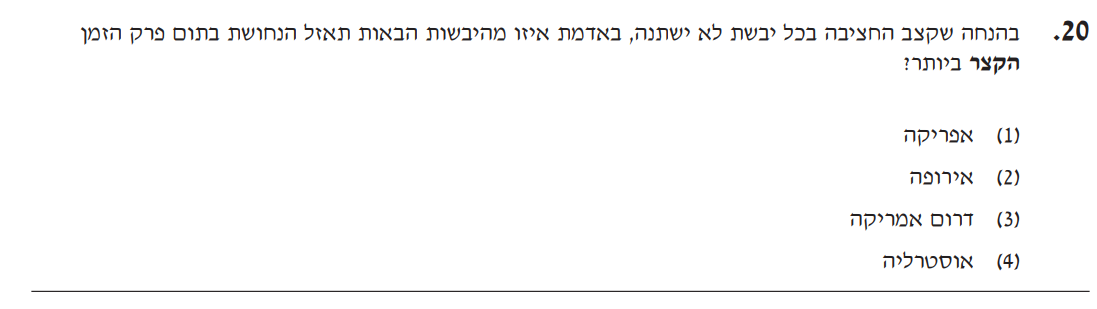 20. בהנחה שקצב החציבה בכל יבשת לא ישתנה, באדמת איזו מהיבשות הבאות תאזל הנחושת בתום פרק הזמן
הקצר ביותר?
(1) אפריקה
(2) אירופה
(3) דרום אמריקה
(4) אוסטרליה